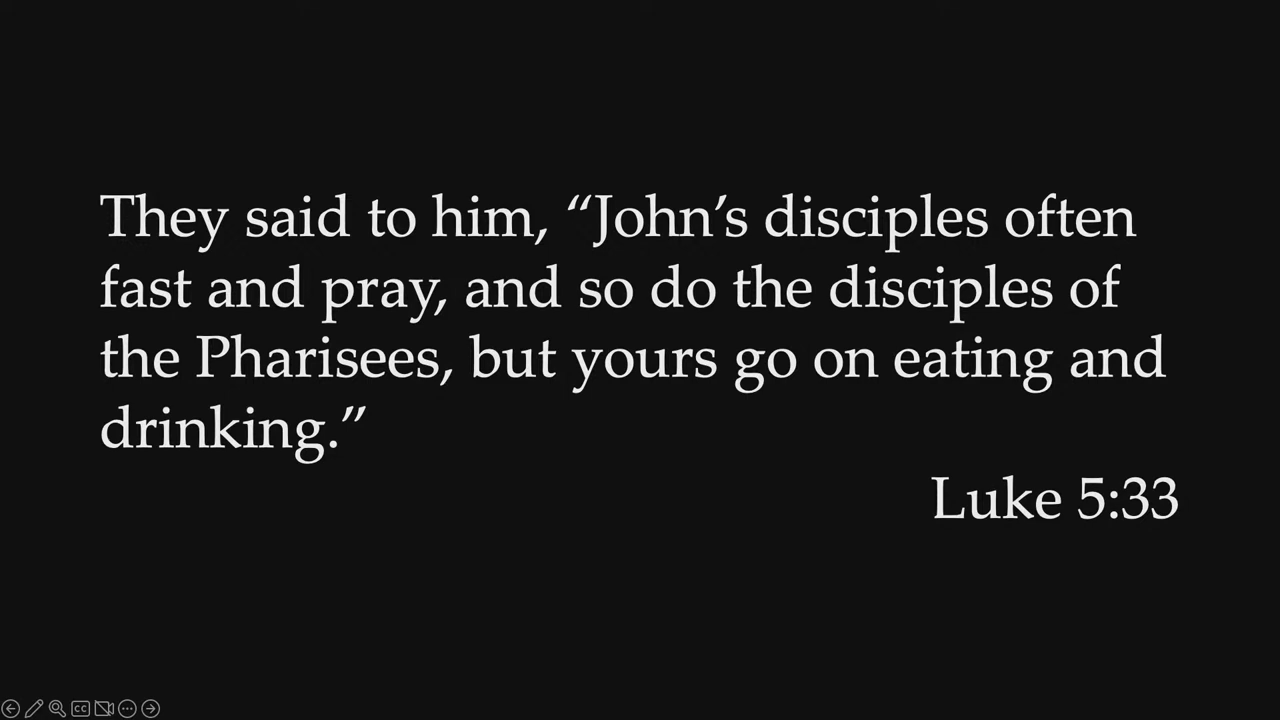 They said to him, “John’s disciples often
fast and pray, and so do the disciples of
the Pharisees, but yours go on eating and
drinking.”
Luke 5:33
CC